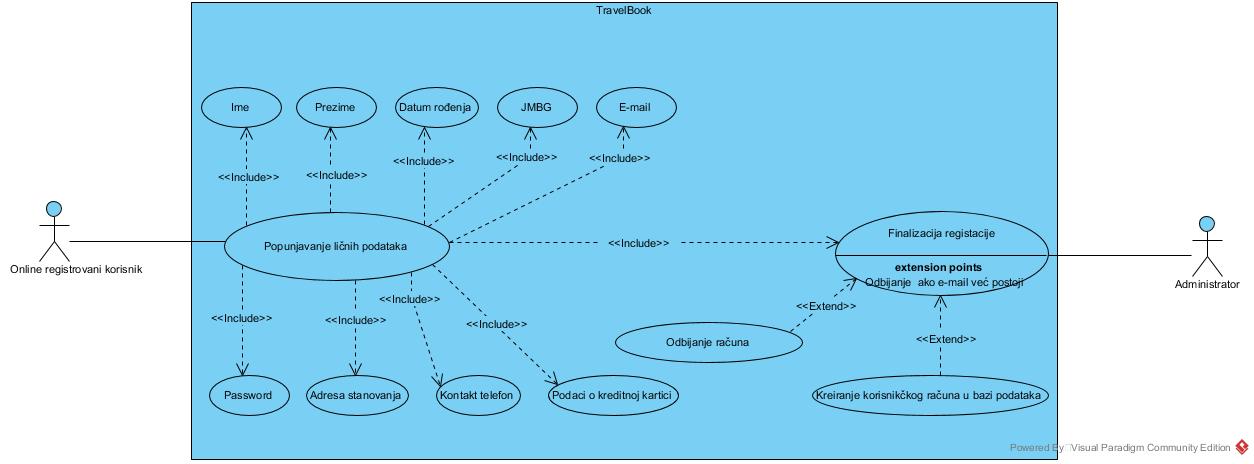 TravelBook
Ime
Prezime
Datum rođenja
JMBG
E-mail
<<Include>>
<<Include>>
<<Include>>
<<Include>>
<<Include>>
Online registrovani korisnik
Popunjavanje ličnih podataka
<<Include>>
Finalizacija registacije
extension points
Odbijanje  ako e-mail već postoji
Administrator
<<Include>>
<<Include>>
<<Include>>
<<Include>>
<<Extend>>
<<Extend>>
Odbijanje računa
Password
Adresa stanovanja
Kontakt telefon
Podaci o kreditnoj kartici
Kreiranje korisnikčkog računa u bazi podataka
Powered By Visual Paradigm Community Edition